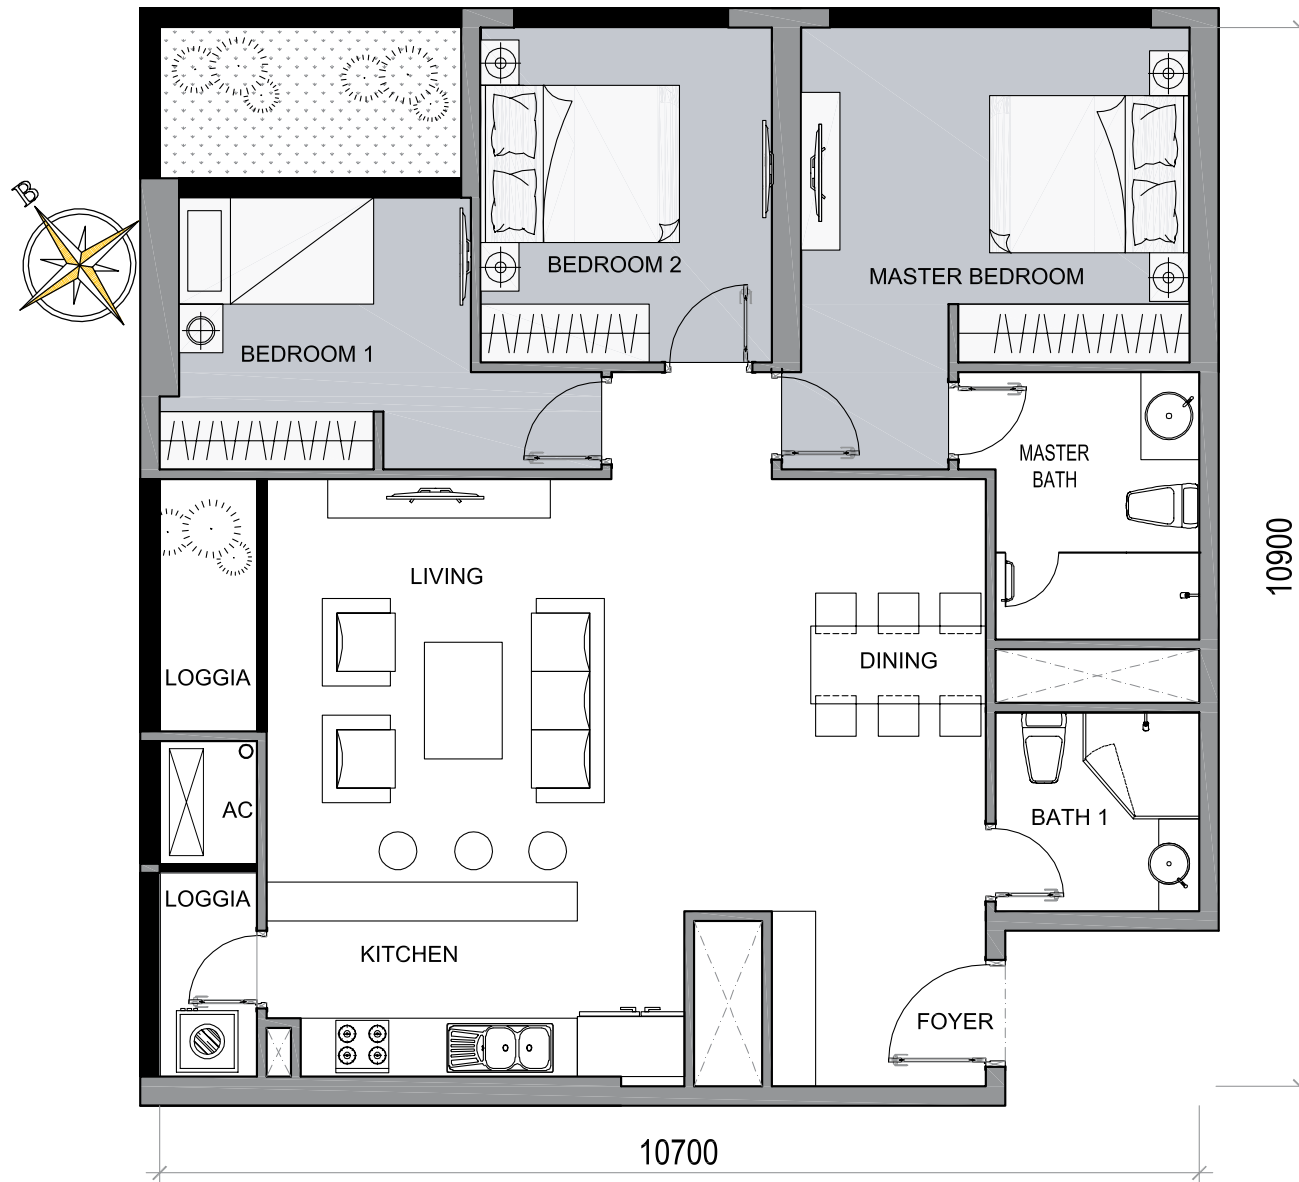 B
BEDROOM 2
MASTER BEDROOM
BEDROOM 1
MASTER
BATH
LIVING
10900
DINING
LOGGIA
AC
BATH 1
LOGGIA
KITCHEN
FOYER
10700